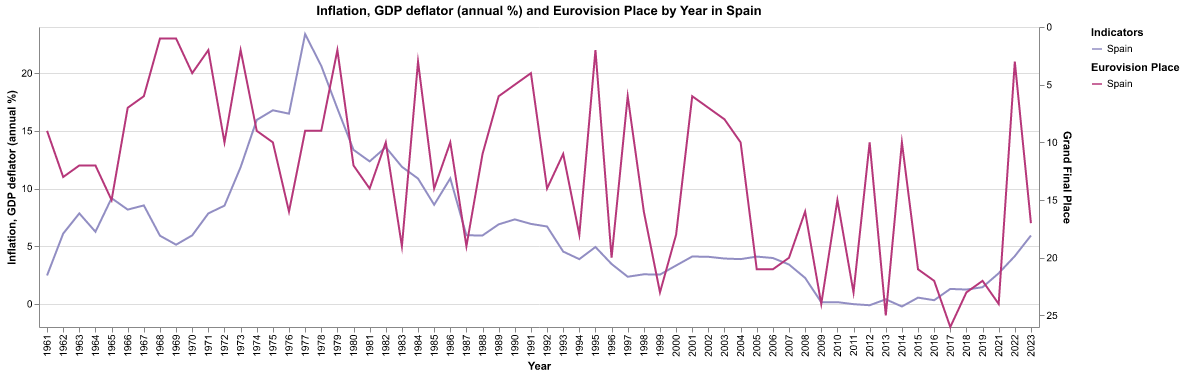 Inflation, GDP deflator (annual %) and Eurovision Place by Year in Spain
Inflation, GDP deflator (annual %)
20
15
10
5
0
0
5
10
15
20
25
Grand Final Place
1961 1962 1963 1964 1965 1966 1967 1968 1969 1970 1971 1972 1973 1974 1975 1976 1977 1978 1979 1980 1981 1982 1983 1984 1985 1986 1987 1988 1989 1990 1991 1992 1993 1994 1995 1996 1997 1998 1999 2000 2001 2002 2003 2004 2005 2006 2007 2008 2009 2010 2011 2012 2013 2014 2015 2016 2017 2018 2019 2021 2022 2023
Year
Indicators
Spain
Eurovision Place
Spain